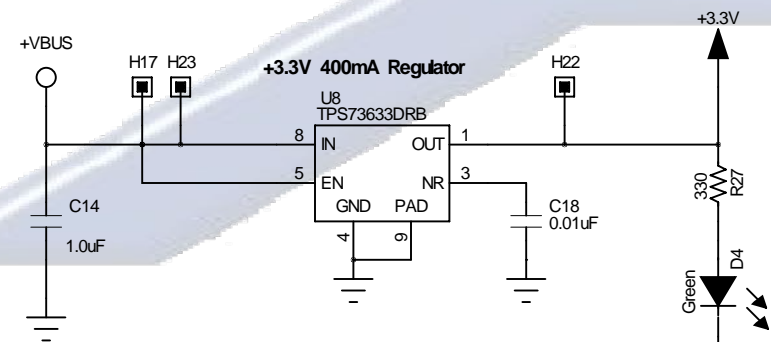 +3.3V
+VBUS
H17 H23
+3.3V 400mA Regulator
H22
U8
TPS73633DRB
8 IN OUT 1
5 EN NR 3
GND PAD
4 9
C14
1.0uF
C18
0.01uF
330
R27
D4
Green